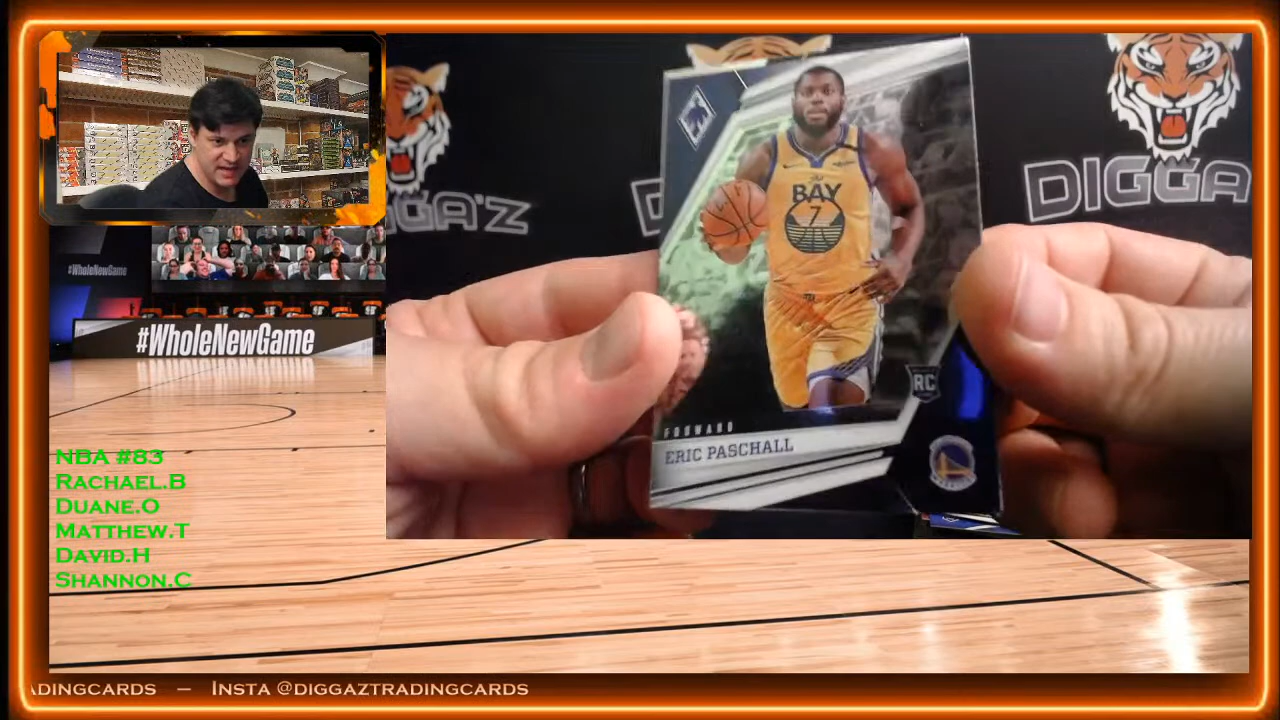 DIGGA'Z
DIGGA
BAY
7
RC
FORWARD
ERIC PASCHALL
#WholeNewGame
#WholeNewGame
NBA #83
RACHAEL.B
DUANE.O
MATTHEW.T
DAVID.H
SHANNON.C
ADINGCARDS — INSTA @DIGGAZTRADINGCARDS